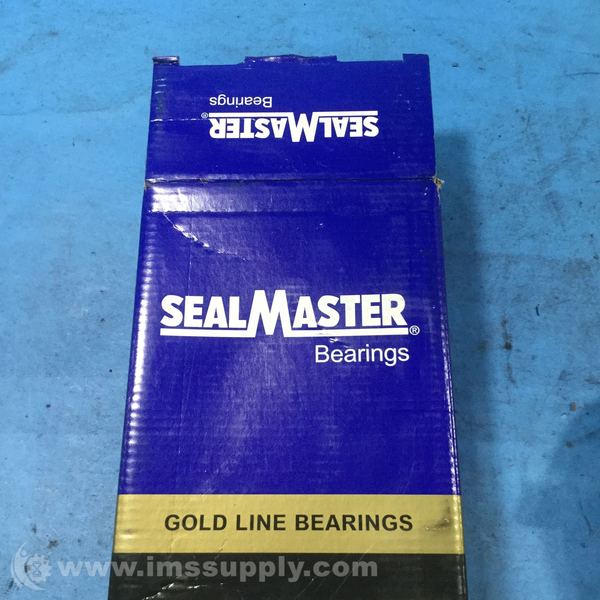 Bearings
SEALMASTER®
SEALMASTER®
Bearings
GOLD LINE BEARINGS
www.imssupply.com